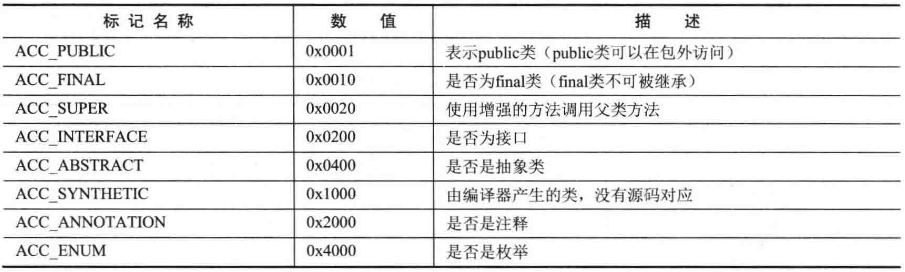 标 记 名 称 数 值 描 述
ACC_PUBLIC 0x0001 表示public类（public类可以在包外访问）
ACC_FINAL 0x0010 是否为final类（final类不可被继承）
ACC_SUPER 0x0020 使用增强的方法调用父类方法
ACC_INTERFACE 0x0200 是否为接口
ACC_ABSTRACT 0x0400 是否是抽象类
ACC_SYNTHETIC 0x1000 由编译器产生的类，没有源码对应
ACC_ANNOTATION 0x2000 是否是注释
ACC_ENUM 0x4000 是否是枚举